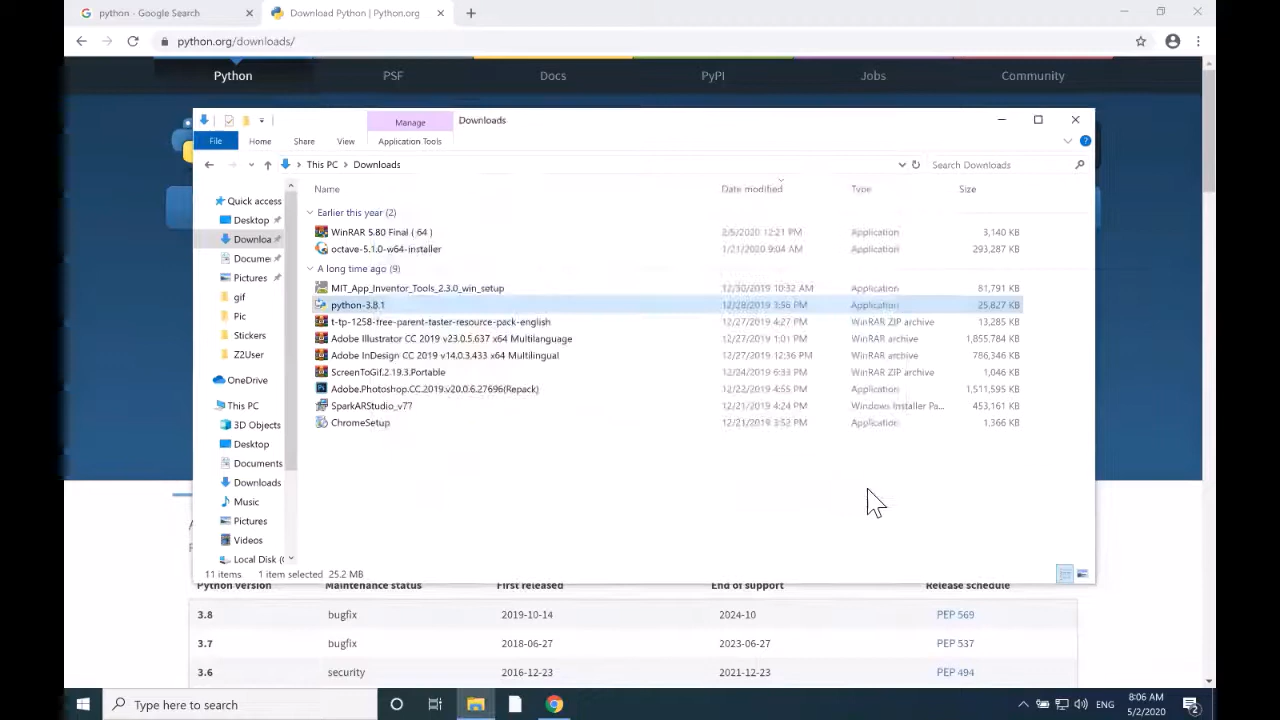 python - Google Search
Download Python | Python.org
python.org/downloads/
Python PSF Docs PyPI Jobs Community
Manage Downloads
File Home Share View Application Tools
This PC Downloads Search Downloads
Name Date modified Type Size
Quick access
Desktop
Downloa
Docume
Pictures
gif
Pic
Stickers
Z2User
OneDrive
This PC
3D Objects
Desktop
Documents
Downloads
Music
Pictures
Videos
Local Disk (
Earlier this year (2)
WinRAR 5.80 Final ( 64 ) 2/5/2020 12:21 PM Application 3,140 KB
octave-5.1.0-w64-installer 1/21/2020 9:04 AM Application 293,287 KB
A long time ago (9)
MIT_App_Inventor_Tools_2.3.0_win_setup 12/30/2019 10:32 AM Application 81,791 KB
python-3.8.1 12/28/2019 3:56 PM Application 25,827 KB
t-tp-1258-free-parent-taster-resource-pack-english 12/27/2019 4:27 PM WinRAR ZIP archive 13,285 KB
Adobe Illustrator CC 2019 v23.0.5.637 x64 Multilanguage 12/27/2019 1:01 PM WinRAR archive 1,855,784 KB
Adobe InDesign CC 2019 v14.0.3.433 x64 Multilingual 12/27/2019 12:36 PM WinRAR archive 786,346 KB
ScreenToGif.2.19.3.Portable 12/24/2019 6:33 PM WinRAR ZIP archive 1,046 KB
Adobe.Photoshop.CC.2019.v20.0.6.27696(Repack) 12/22/2019 4:55 PM Application 1,511,595 KB
SparkARStudio_v77 12/21/2019 4:24 PM Windows Installer Pa... 453,161 KB
ChromeSetup 12/21/2019 3:52 PM Application 1,366 KB
11 items 1 item selected 25.2 MB
Python version Maintenance status First released End of support Release schedule
3.8 bugfix 2019-10-14 2024-10 PEP 569
3.7 bugfix 2018-06-27 2023-06-27 PEP 537
3.6 security 2016-12-23 2021-12-23 PEP 494
Type here to search
ENG
8:06 AM
5/2/2020
2